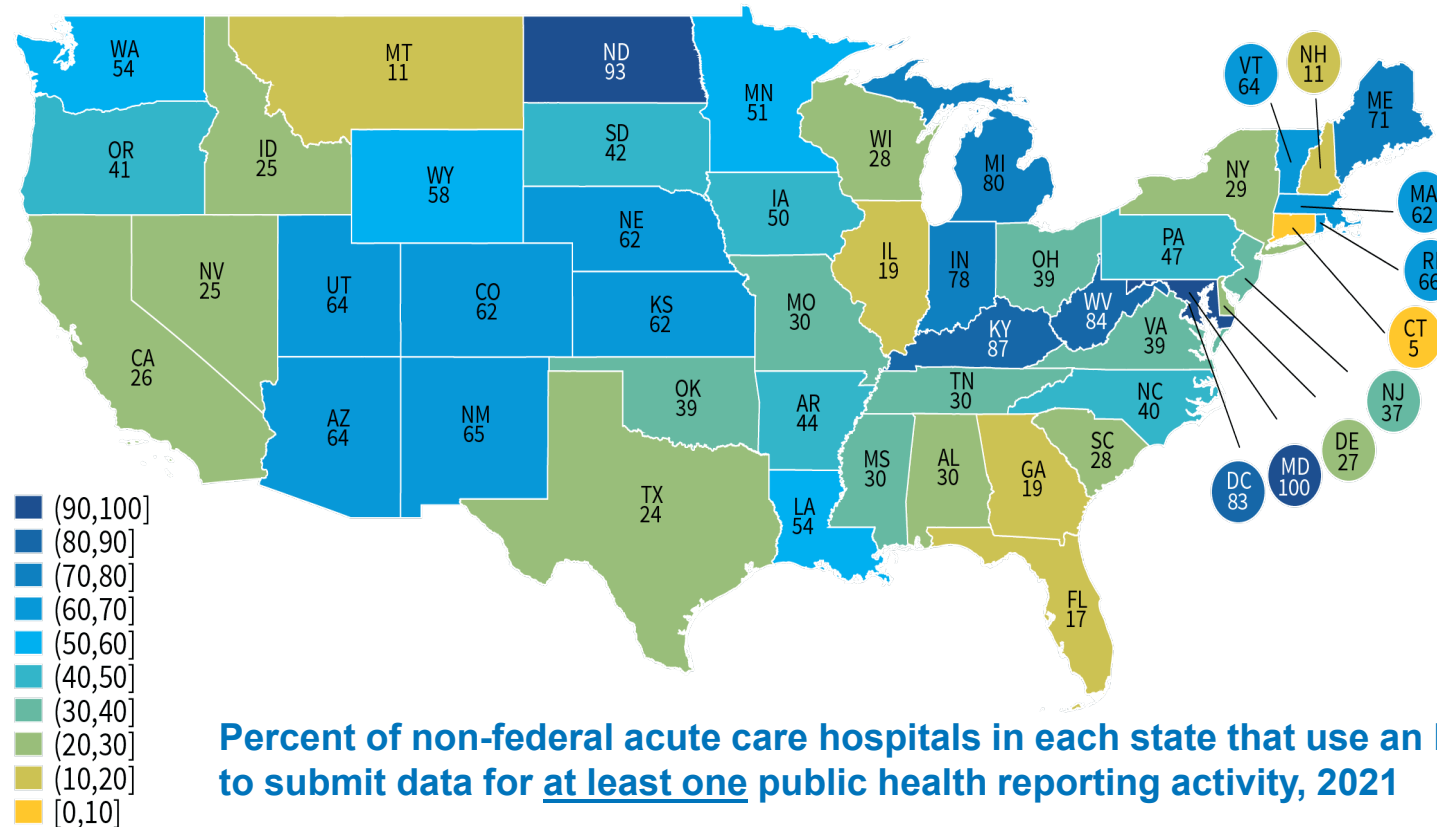 WA
54
MT
11
ND
93
MN
51
VT
64
NH
11
ME
71
OR
41
ID
25
SD
42
WI
28
MI
80
NY
29
WY
58
IA
50
MA
62
NE
62
PA
47
NV
25
UT
64
CO
62
IL
19
IN
78
OH
39
R
66
KS
62
MO
30
WV
84
KY
87
VA
39
CT
5
CA
26
OK
39
TN
30
NC
40
NJ
37
AZ
64
NM
65
AR
44
DE
27
MS
30
AL
30
GA
19
SC
28
DC
83
MD
100
TX
24
LA
54
FL
17
(90,100]
(80,90]
(70,80]
(60,70]
(50,60]
(40,50]
(30,40]
(20,30]
(10,20]
[0,10]
Percent of non-federal acute care hospitals in each state that use an
to submit data for at least one public health reporting activity, 2021